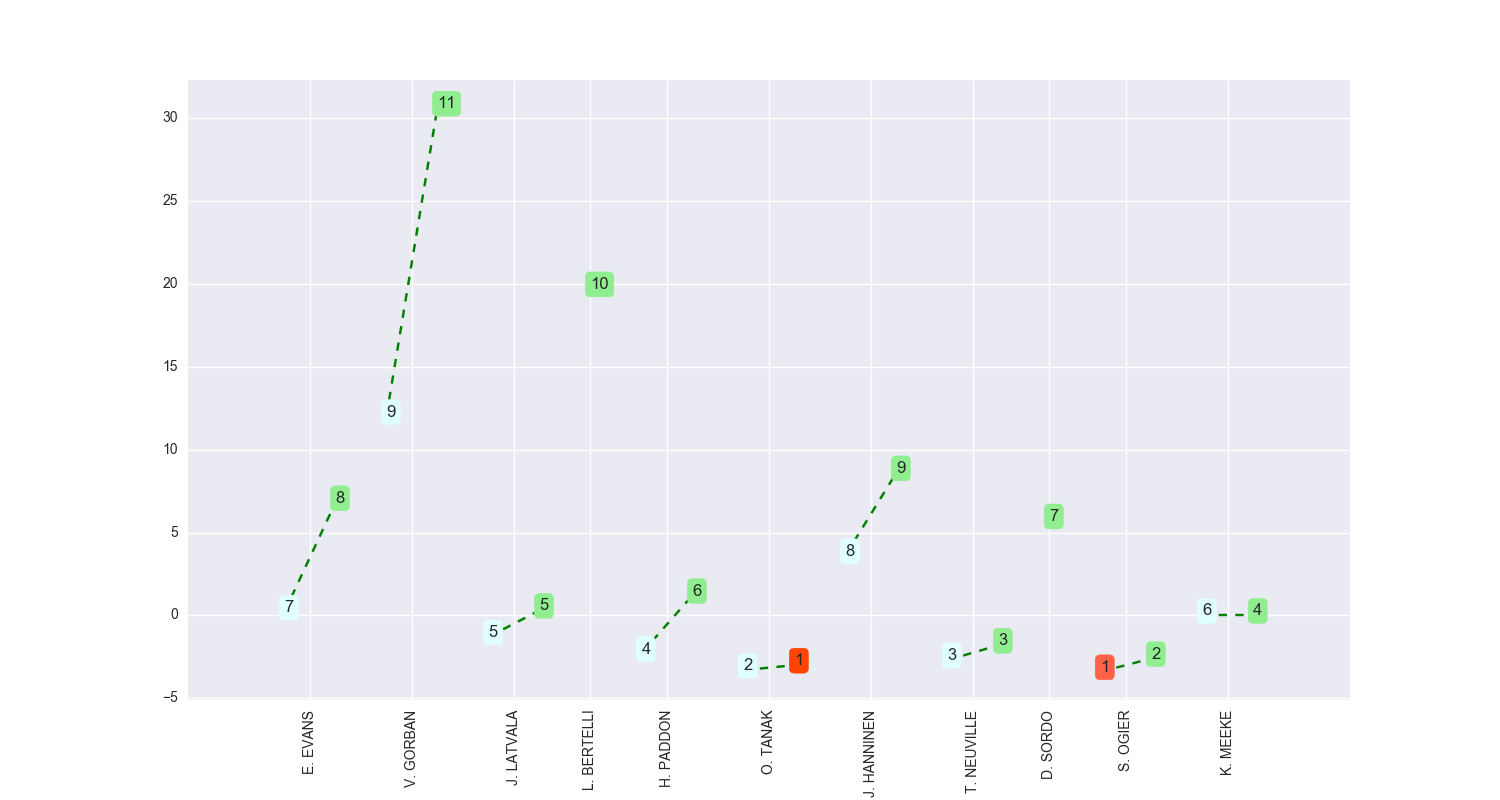 11
30
25
10
20
15
9
10
9
8
8
7
5
7
6
5
0
6
4
5
4
3
3
2
2
1
1
−5
E. EVANS
V. GORBAN
J. LATVALA
L. BERTELLI
H. PADDON
O. TANAK
J. HANNINEN
T. NEUVILLE
D. SORDO
S. OGIER
K. MEEKE